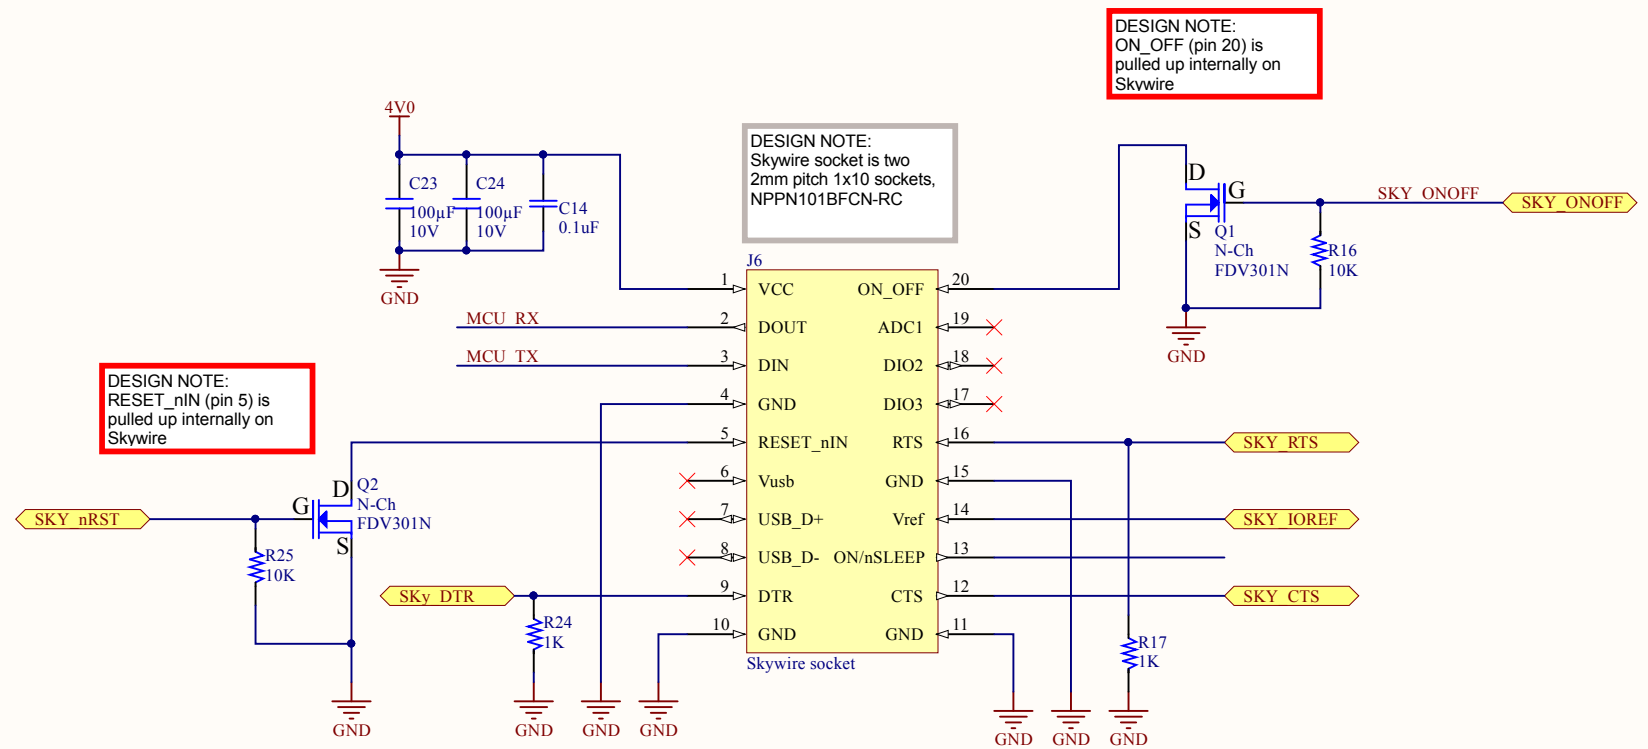 DESIGN NOTE:
ON_OFF (pin 20) is
pulled up internally on
Skywire
4V0
C23
100µF
10V
C24
100µF
10V
C14
0.1uF
GND
DESIGN NOTE:
Skywire socket is two
2mm pitch 1x10 sockets,
NPPN101BFCN-RC
D
G
S
Q1
N-Ch
FDV301N
SKY_ONOFF
SKY_ONOFF
R16
10K
GND
DESIGN NOTE:
RESET_nIN (pin 5) is
pulled up internally on
Skywire
MCU_RX
MCU_TX
J6
1 VCC
2 DOUT
3 DIN
4 GND
5 RESET_nIN
6 Vusb
7 USB_D+
8 USB_D-
9 DTR
10 GND
ON_OFF 20
ADC1 19
DIO2 18
DIO3 17
RTS 16
GND 15
Vref 14
ON/nSLEEP 13
CTS 12
GND 11
Skywire socket
SKY_nRST
G
D
S
Q2
N-Ch
FDV301N
R25
10K
GND
SKy_DTR
R24
1K
GND
GND
GND
SKY_RTS
SKY_IOREF
SKY_CTS
R17
1K
GND
GND
GND